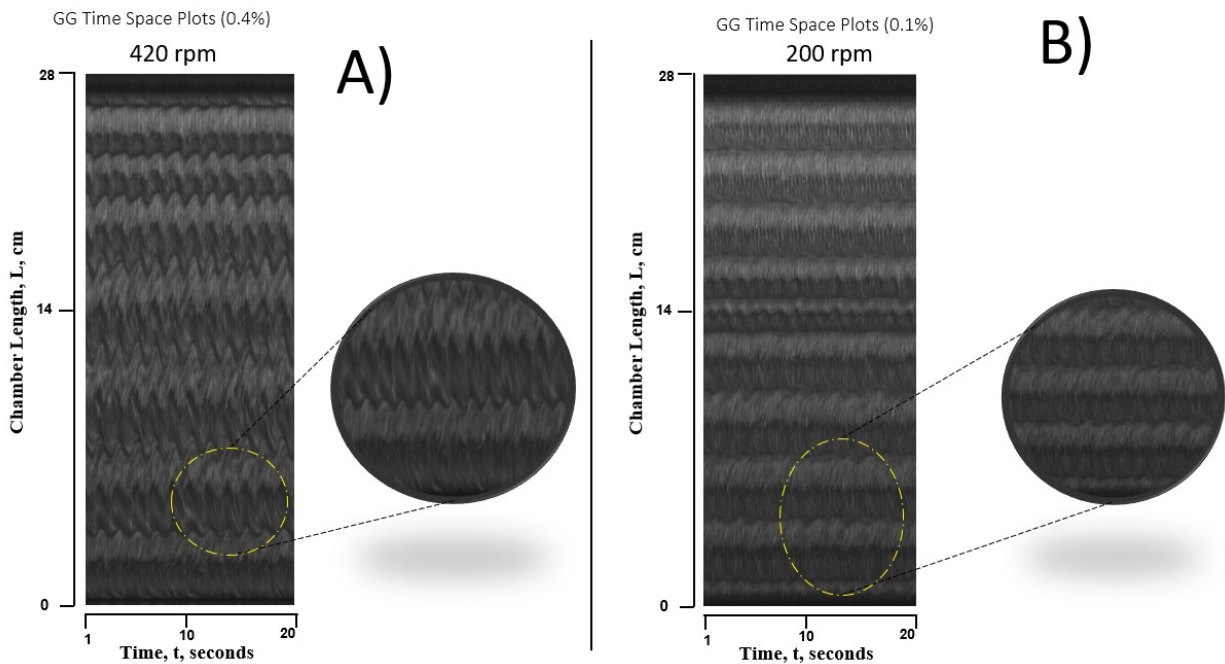 GG Time Space Plots (0.4%)
420 rpm
A)
28
14
0
Chamber Length, L, cm
1
10
20
Time, t, seconds
GG Time Space Plots (0.1%)
200 rpm
B)
28
14
0
Chamber Length, L, cm
1
10
20
Time, t, seconds